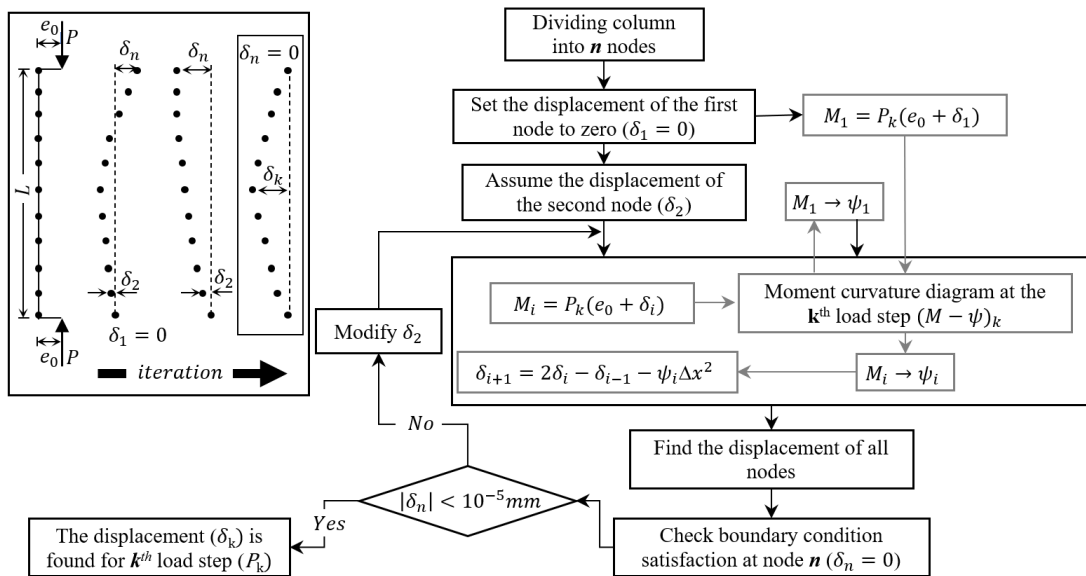 e₀
P
δₙ
δₙ
δₙ = 0
L
δₖ
δ₂
δ₂
δ₁ = 0
e₀
P
iteration
Dividing column
into n nodes
Set the displacement of the first
node to zero (δ₁ = 0)
M₁ = Pₖ(e₀ + δ₁)
Assume the displacement of
the second node (δ₂)
M₁ → ψ₁
Mᵢ = Pₖ(e₀ + δᵢ)
Moment curvature diagram at the
kᵗʰ load step (M − ψ)ₖ
Modify δ₂
δᵢ₊₁ = 2δᵢ − δᵢ₋₁ − ψᵢΔx²
Mᵢ → ψᵢ
No
Find the displacement of all
nodes
|δₙ| < 10⁻⁵mm
Yes
The displacement (δₖ) is
found for kᵗʰ load step (Pₖ)
Check boundary condition
satisfaction at node n (δₙ = 0)